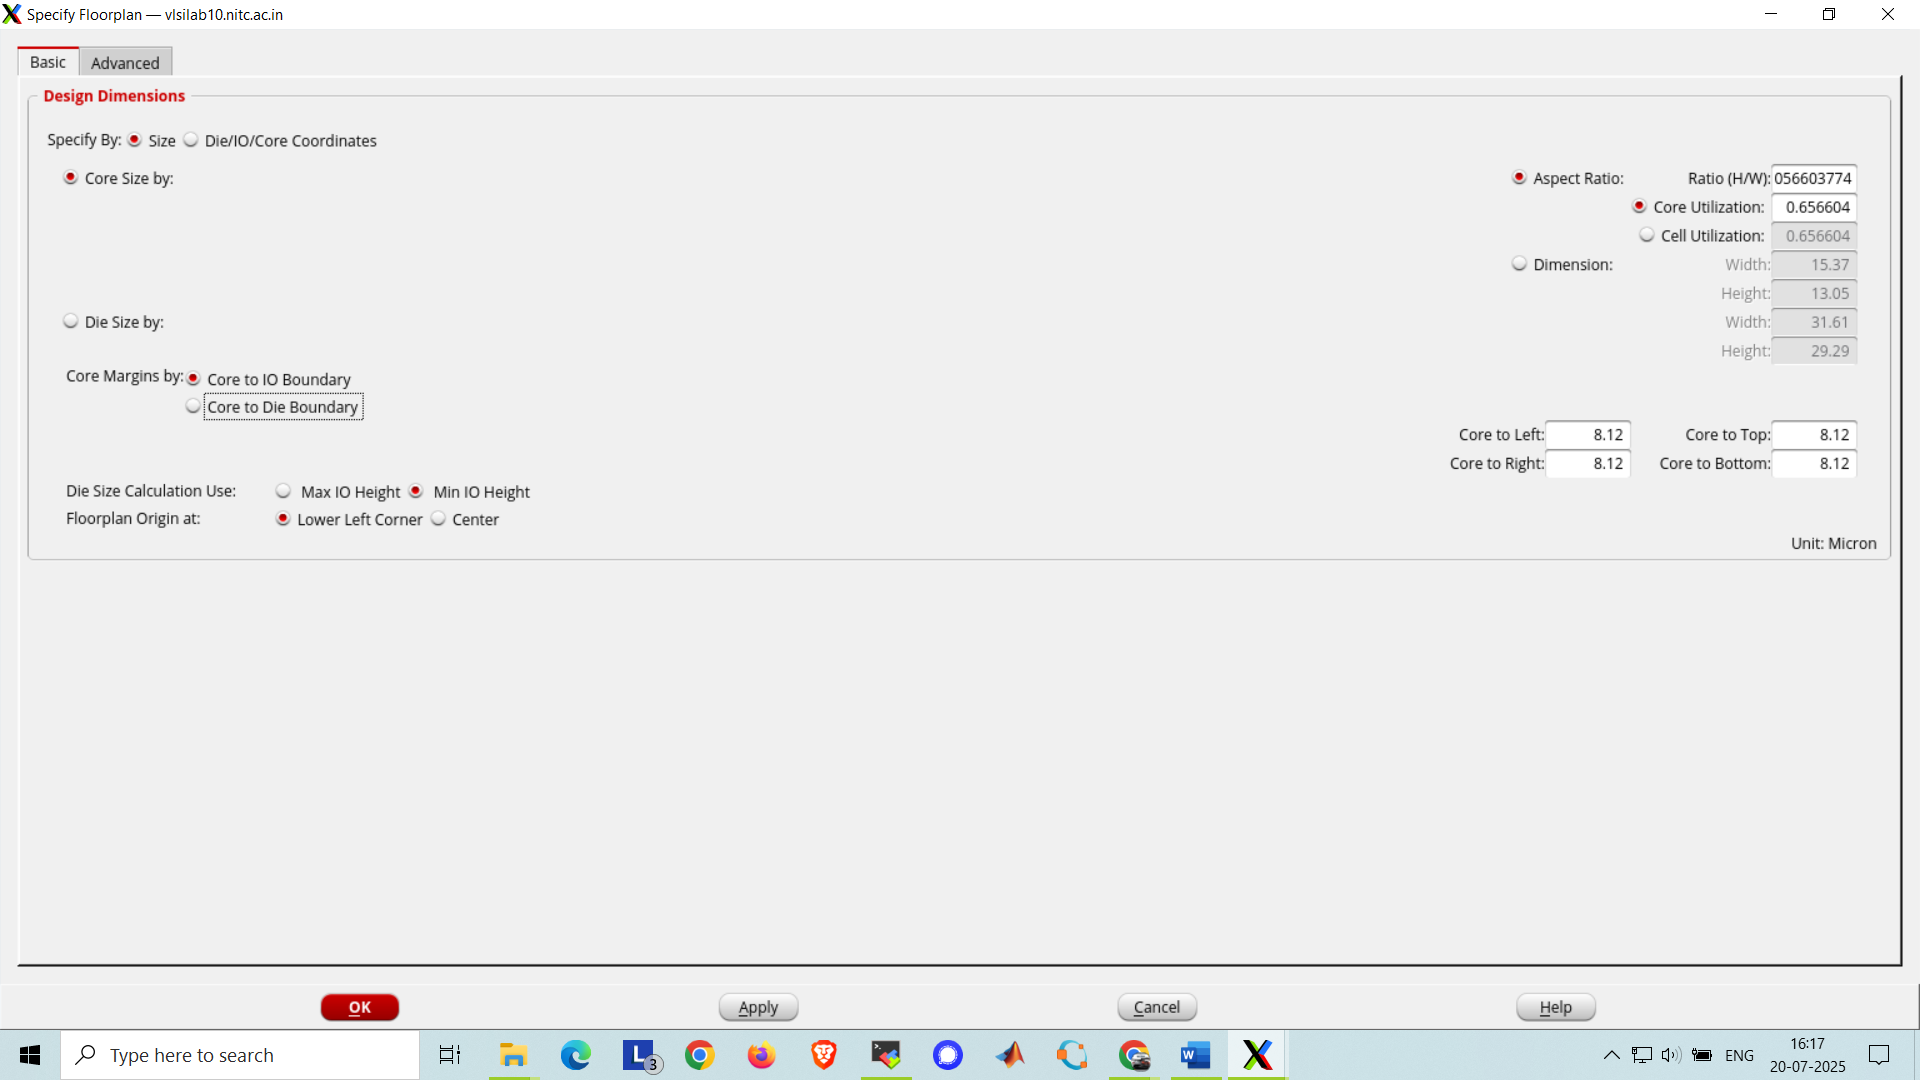 Specify Floorplan — vlsilab10.nitc.ac.in
Basic
Advanced
Design Dimensions
Specify By: Size Die/IO/Core Coordinates
Core Size by: Aspect Ratio: Ratio (H/W): 056603774
Core Utilization: 0.656604
Cell Utilization: 0.656604
Dimension: Width: 15.37
Height: 13.05
Die Size by: Width: 31.61
Height: 29.29
Core Margins by: Core to IO Boundary
Core to Die Boundary
Core to Left: 8.12 Core to Top: 8.12
Core to Right: 8.12 Core to Bottom: 8.12
Die Size Calculation Use: Max IO Height Min IO Height
Floorplan Origin at: Lower Left Corner Center
Unit: Micron
OK Apply Cancel Help
Type here to search
L 3
W
ENG
16:17
20-07-2025